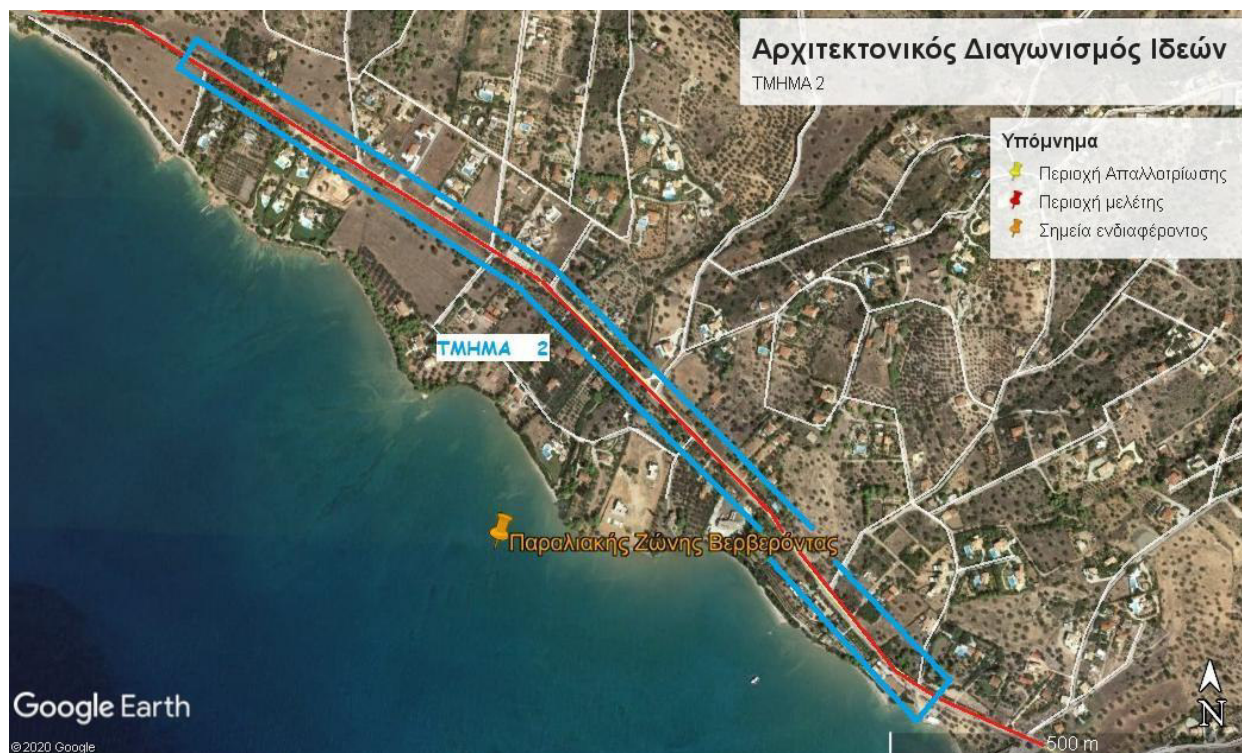 Αρχιτεκτονικός Διαγωνισμός Ιδεών
ΤΜΗΜΑ 2
Υπόμνημα
Περιοχή Απαλλοτρίωσης
Περιοχή μελέτης
Σημεία ενδιαφέροντος
ΤΜΗΜΑ 2
Παραλιακής Ζώνης Βερβερόντας
Google Earth
©2020 Google
N
500 m